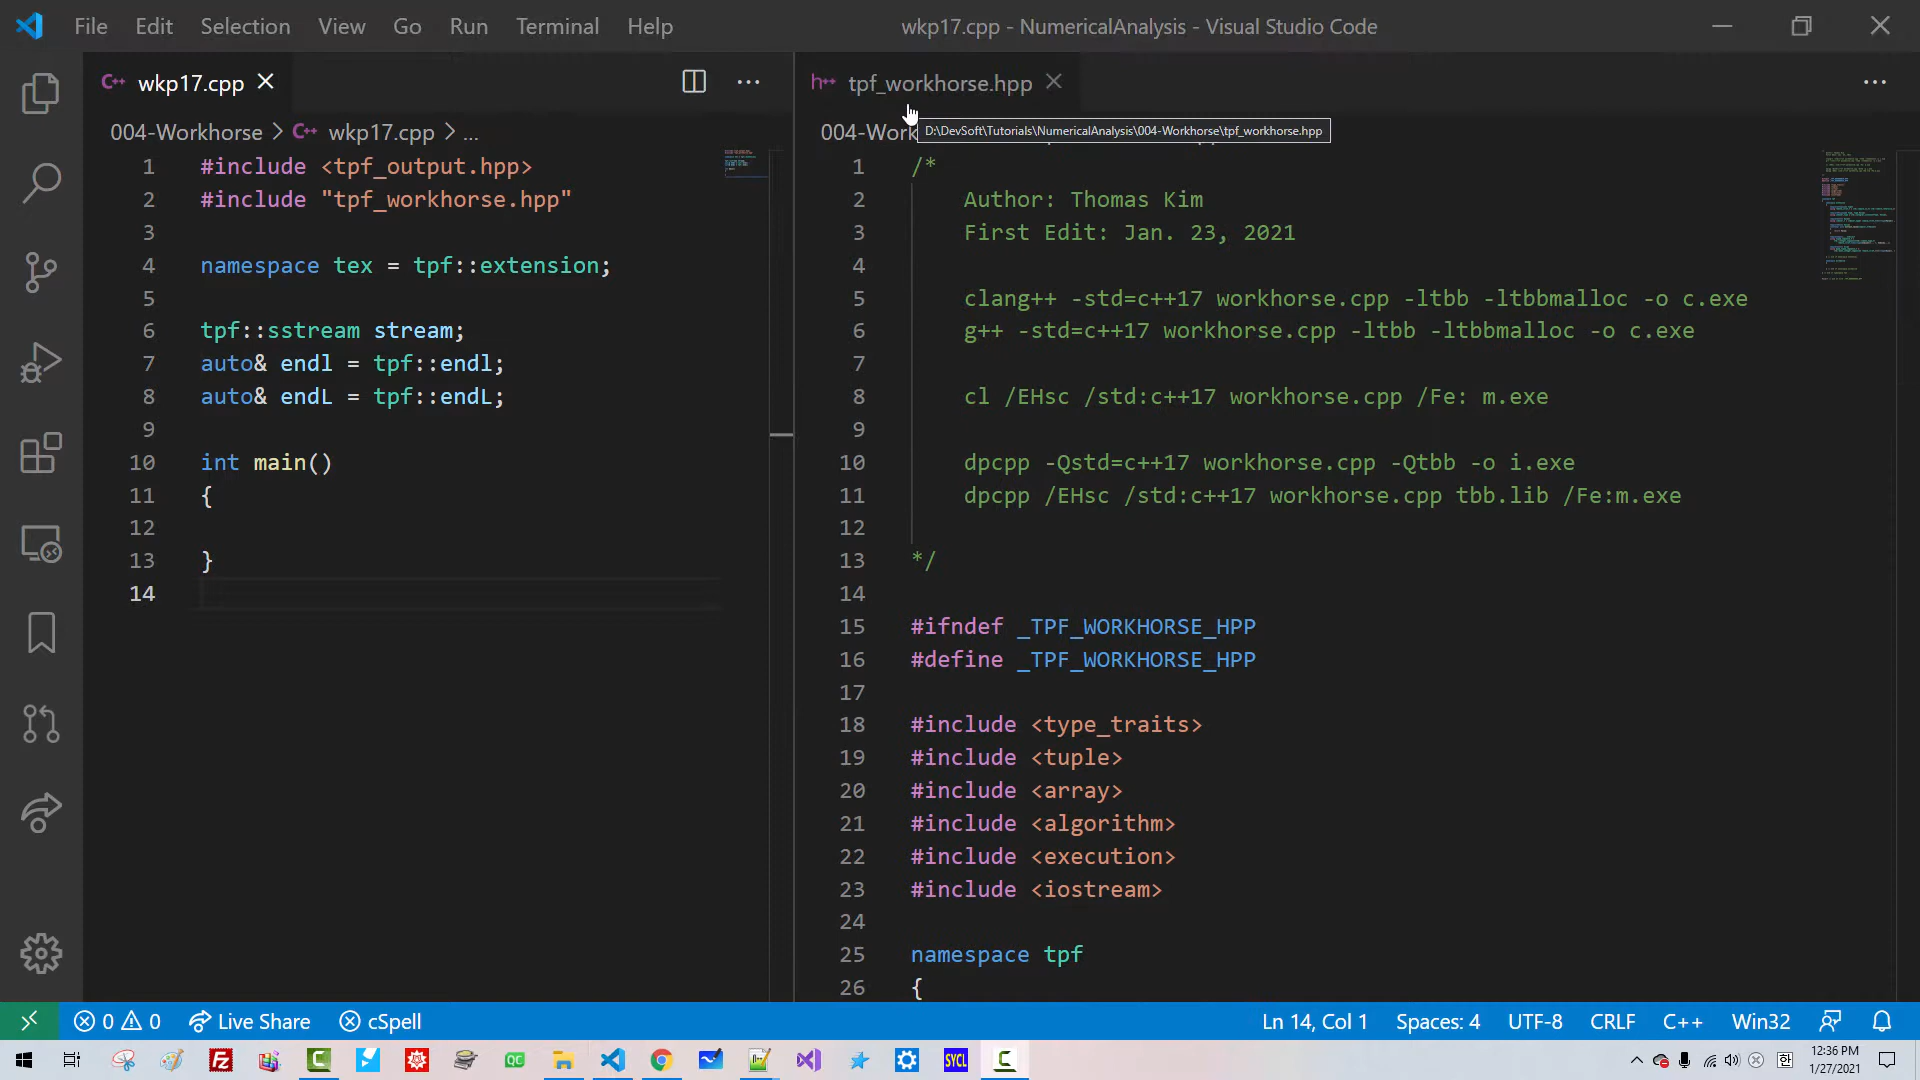 File Edit Selection View Go Run Terminal Help
wkp17.cpp - NumericalAnalysis - Visual Studio Code
C++ wkp17.cpp
004-Workhorse > C++ wkp17.cpp > ...
1 #include <tpf_output.hpp>
2 #include "tpf_workhorse.hpp"
3
4 namespace tex = tpf::extension;
5
6 tpf::sstream stream;
7 auto& endl = tpf::endl;
8 auto& endL = tpf::endL;
9
10 int main()
11 {
12
13 }
14
h++ tpf_workhorse.hpp
004-Work
D:\DevSoft\Tutorials\NumericalAnalysis\004-Workhorse\tpf_workhorse.hpp
1 /*
2 Author: Thomas Kim
3 First Edit: Jan. 23, 2021
4
5 clang++ -std=c++17 workhorse.cpp -ltbb -ltbbmalloc -o c.exe
6 g++ -std=c++17 workhorse.cpp -ltbb -ltbbmalloc -o c.exe
7
8 cl /EHsc /std:c++17 workhorse.cpp /Fe: m.exe
9
10 dpcpp -Qstd=c++17 workhorse.cpp -Qtbb -o i.exe
11 dpcpp /EHsc /std:c++17 workhorse.cpp tbb.lib /Fe:m.exe
12
13 */
14
15 #ifndef _TPF_WORKHORSE_HPP
16 #define _TPF_WORKHORSE_HPP
17
18 #include <type_traits>
19 #include <tuple>
20 #include <array>
21 #include <algorithm>
22 #include <execution>
23 #include <iostream>
24
25 namespace tpf
26 {
0 0 Live Share cSpell
Ln 14, Col 1 Spaces: 4 UTF-8 CRLF C++ Win32
QC SYCL
한
12:36 PM
1/27/2021